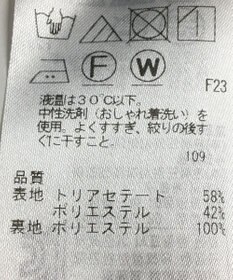 F W
F23
液温は30℃以下。
中性洗剤(おしゃれ着洗い)を
使用。よくすすぎ、絞りの後す
ぐに干すこと。
109
品質
表地 トリアセテート 58%
ポリエステル 42%
裏地 ポリエステル 100%